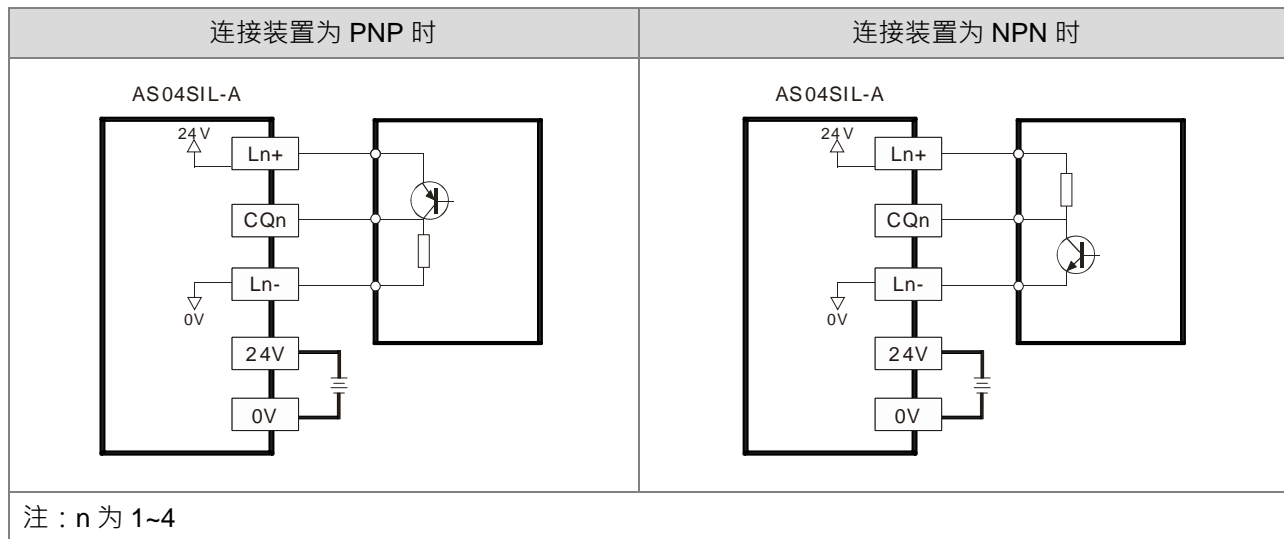 连接装置为 PNP 时
连接装置为 NPN 时
AS04SIL-A
24V
Ln+
CQn
Ln-
0V
24V
0V
AS04SIL-A
24V
Ln+
CQn
Ln-
0V
24V
0V
注：n 为 1~4